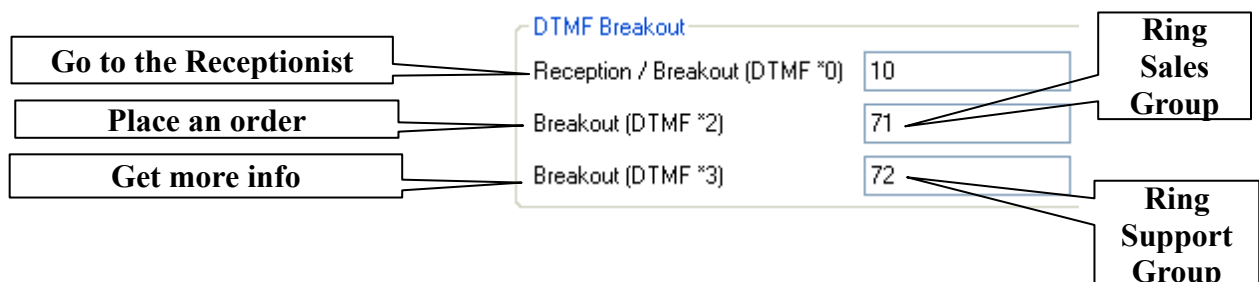 DTMF Breakout
Go to the Receptionist
Reception / Breakout (DTMF *0)
10
Place an order
Breakout (DTMF *2)
71
Get more info
Breakout (DTMF *3)
72
Ring
Sales
Group
Ring
Support
Group